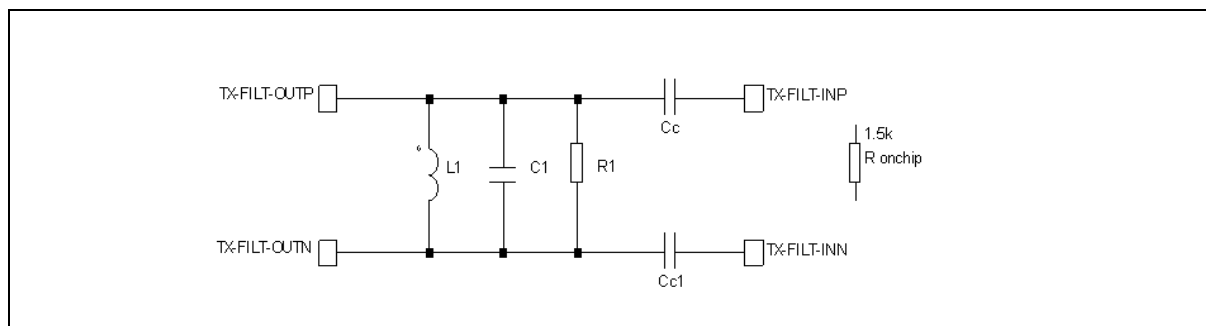 TX-FILT-OUTP
TX-FILT-INP
Cc
1.5k
R onchip
L1
C1
R1
TX-FILT-OUTN
TX-FILT-INN
Cc1